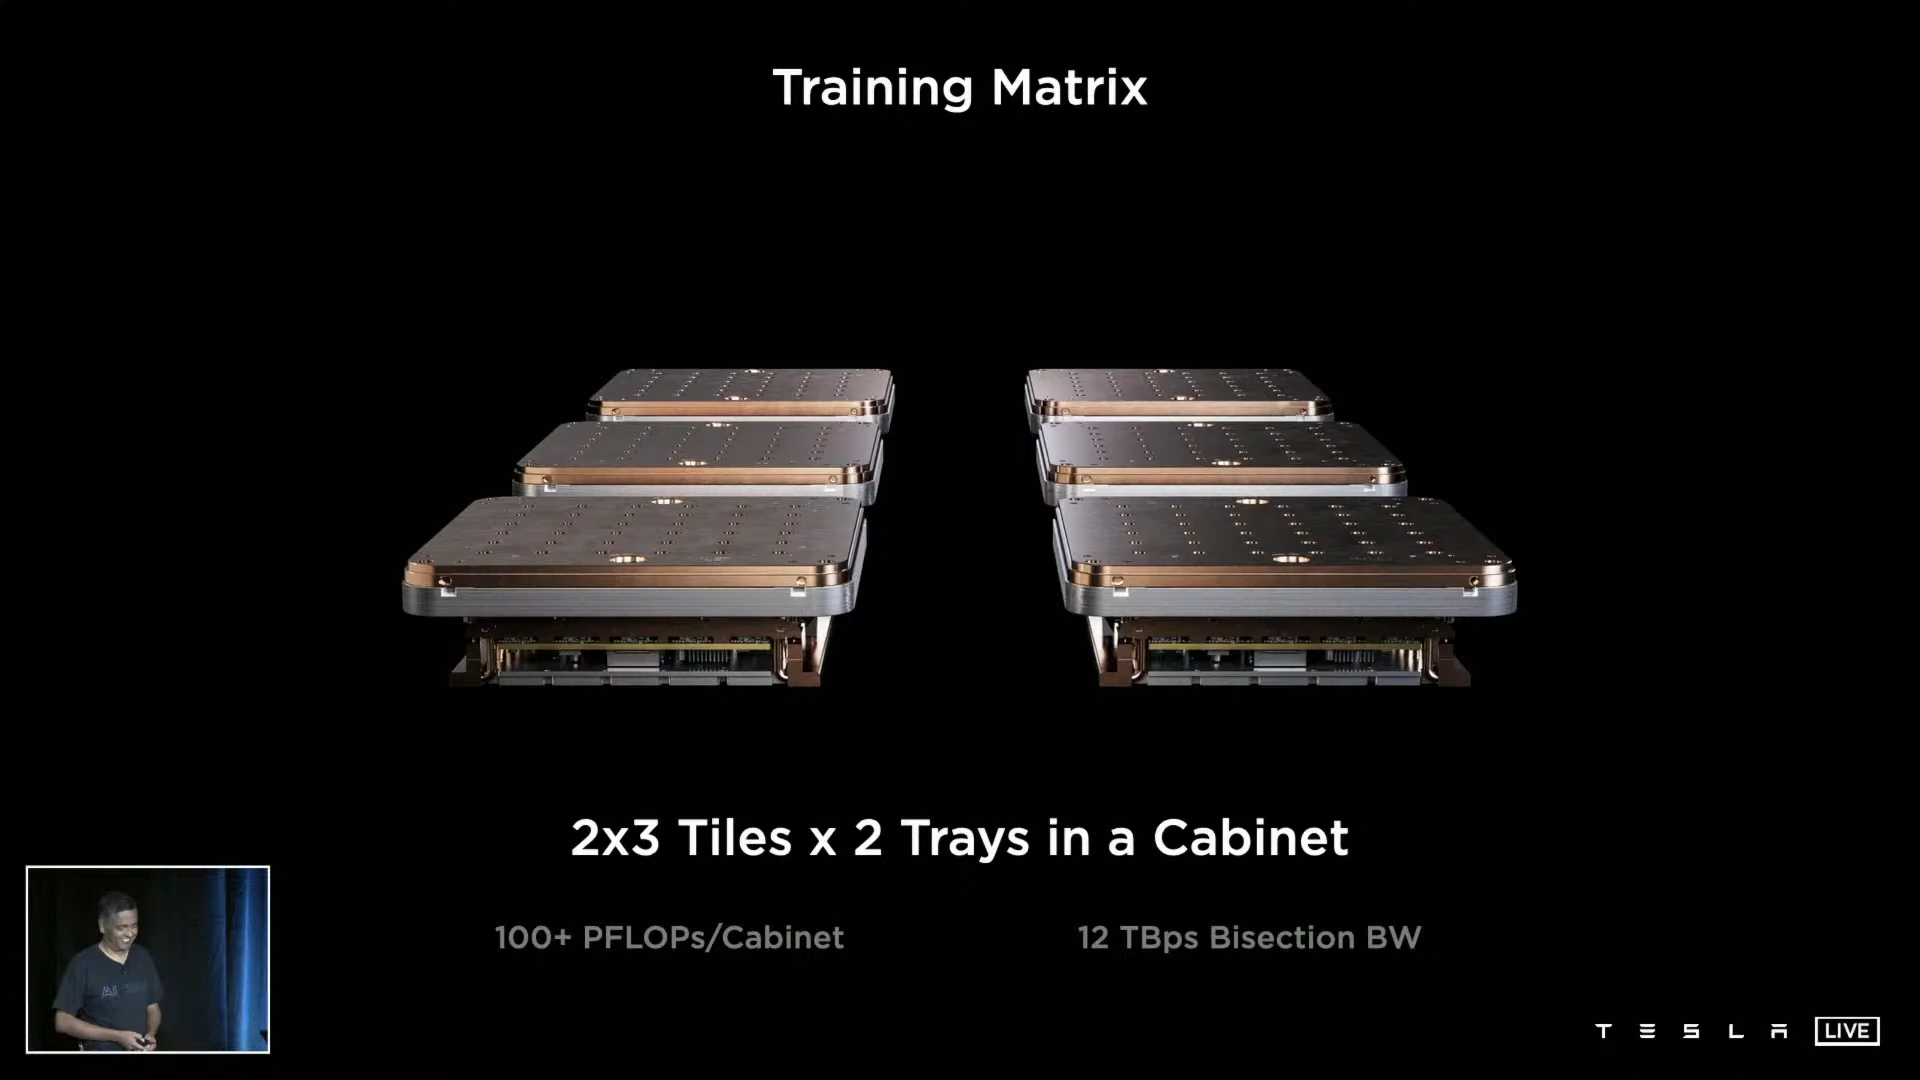 Training Matrix
2x3 Tiles x 2 Trays in a Cabinet
100+ PFLOPs/Cabinet
12 TBps Bisection BW
TESLA LIVE